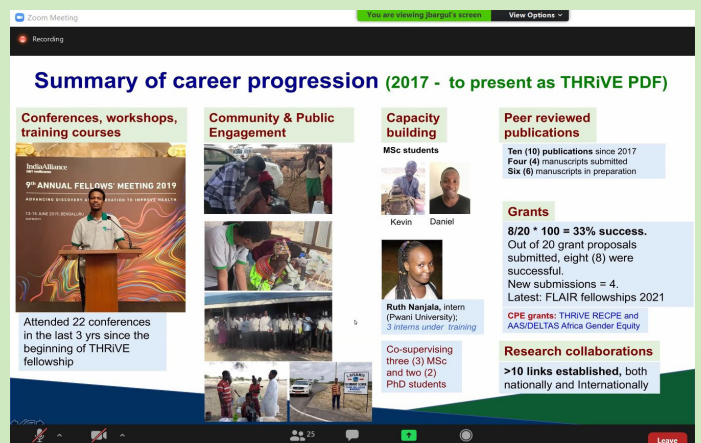 Zoom Meeting
You are viewing jbargul's screen
View Options
Recording
Summary of career progression (2017 - to present as THRiVE PDF)
Conferences, workshops,
training courses
IndiaAlliance
9th ANNUAL FELLOWS' MEETING 2019
Attended 22 conferences
in the last 3 yrs since the
beginning of THRiVE
fellowship
Community & Public
Engagement
Capacity
building
MSc students
Kevin
Daniel
Ruth Nanjala, intern
(Pwani University);
3 interns under training
Co-supervising
three (3) MSc
and two (2)
PhD students
Peer reviewed
publications
Ten (10) publications since 2017
Four (4) manuscripts submitted
Six (6) manuscripts in preparation
Grants
8/20 * 100 = 33% success.
Out of 20 grant proposals
submitted, eight (8) were
successful.
New submissions = 4.
Latest: FLAIR fellowships 2021
CPE grants: THRiVE RECPE and
AAS/DELTAS Africa Gender Equity
Research collaborations
>10 links established, both
nationally and Internationally
25
Leave